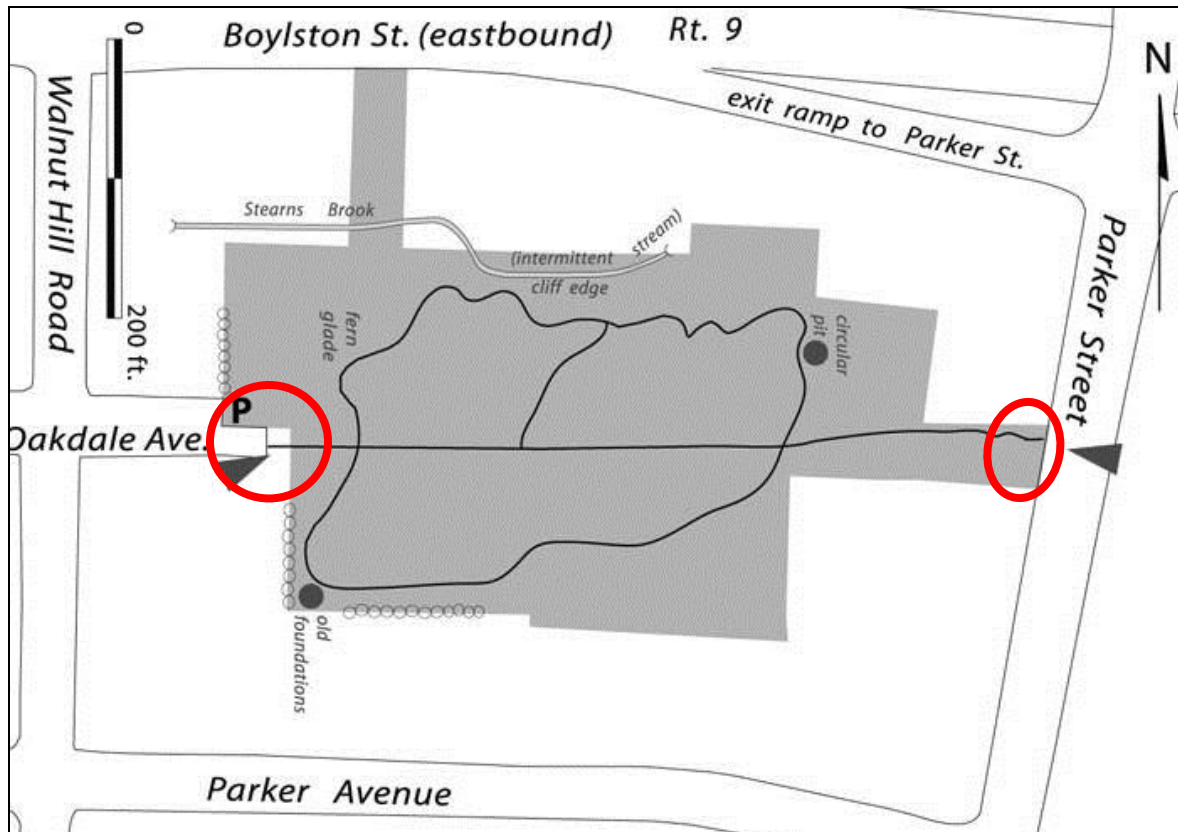 Boylston St. (eastbound) Rt. 9
N
0
200 ft.
exit ramp to Parker St.
Walnut Hill Road
Stearns Brook
(intermittent stream)
cliff edge
Parker Street
fern
glade
circular
pit
P
Oakdale Ave.
old
foundations
Parker Avenue